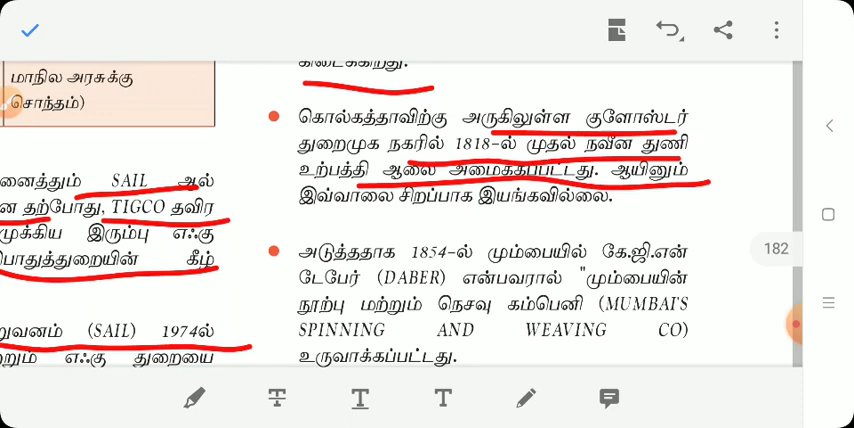 மாநில அரசுக்கு
சொந்தம்)
னைத்தும் SAIL ஆல்
ன தற்போது, TIGCO தவிர
முக்கிய இரும்பு எஃகு
பொதுத்துறையின் கீழ்
றுவனம் (SAIL) 1974ல்
ற்றும் எஃகு துறையை
கிடைக்கிறது.
கொல்கத்தாவிற்கு அருகிலுள்ள குளோஸ்டர்
துறைமுக நகரில் 1818-ல் முதல் நவீன துணி
உற்பத்தி ஆலை அமைக்கப்பட்டது. ஆயினும்
இவ்வாலை சிறப்பாக இயங்கவில்லை.
அடுத்ததாக 1854-ல் மும்பையில் கே.ஜி.என்
டேபேர் (DABER) என்பவரால் "மும்பையின்
நூற்பு மற்றும் நெசவு கம்பெனி (MUMBAI'S
SPINNING AND WEAVING CO)
உருவாக்கப்பட்டது.
182